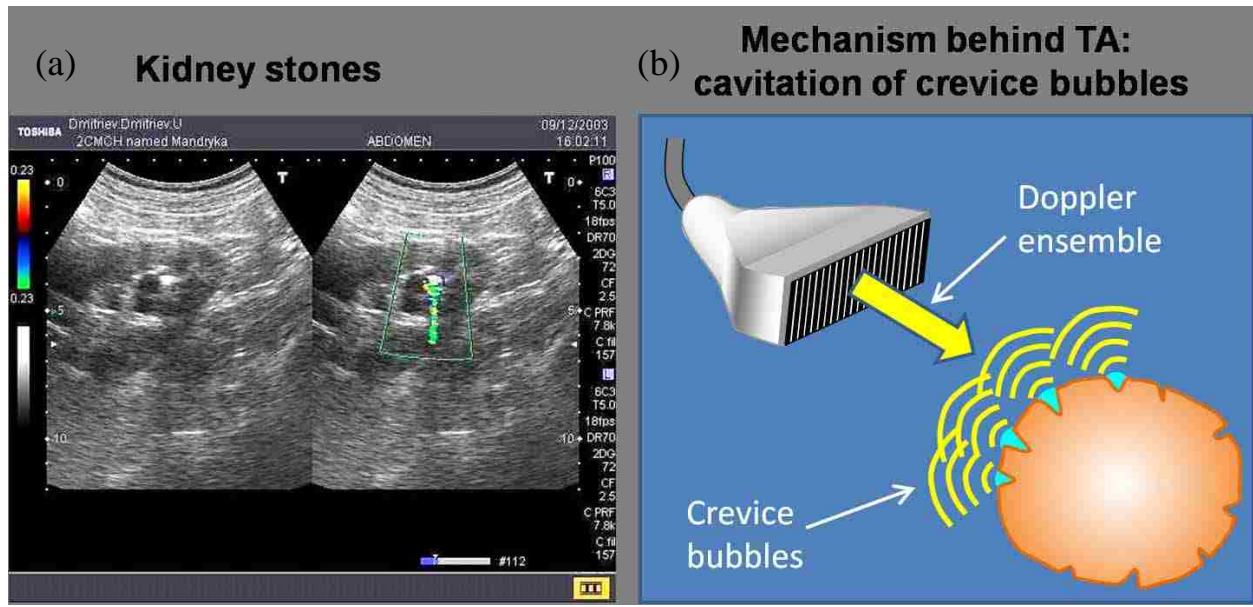 (a) Kidney stones
TOSHIBA
Dmitriev.Dmitriev.U
09/12/2003
2CMCH named Mandryka
ABDOMEN
16:02:11
0.23
0.23
0
5
10
T
T
0
10
P100
R
6C3
T5.0
18fps
DR70
2DG
72
CF
2.5
C PRF
7.8k
C fil
157
L
6C3
T5.0
18fps
DR70
2DG
72
CF
2.5
C PRF
7.8k
C fil
157
#112
(b) Mechanism behind TA:
cavitation of crevice bubbles
Doppler
ensemble
Crevice
bubbles